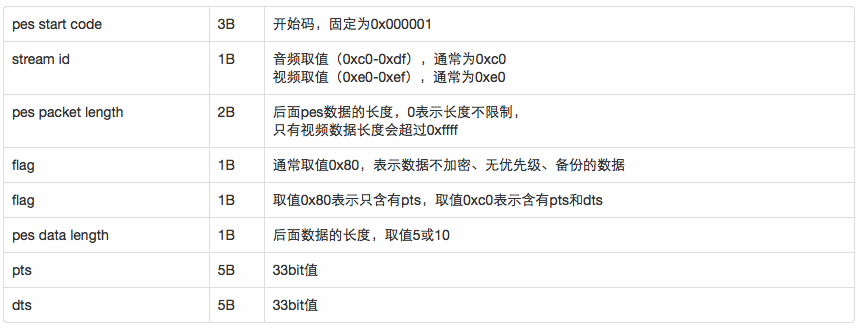 pes start code 3B 开始码，固定为0x000001
stream id 1B 音频取值（0xc0-0xdf），通常为0xc0
视频取值（0xe0-0xef），通常为0xe0
pes packet length 2B 后面pes数据的长度，0表示长度不限制，
只有视频数据长度会超过0xffff
flag 1B 通常取值0x80，表示数据不加密、无优先级、备份的数据
flag 1B 取值0x80表示只含有pts，取值0xc0表示含有pts和dts
pes data length 1B 后面数据的长度，取值5或10
pts 5B 33bit值
dts 5B 33bit值